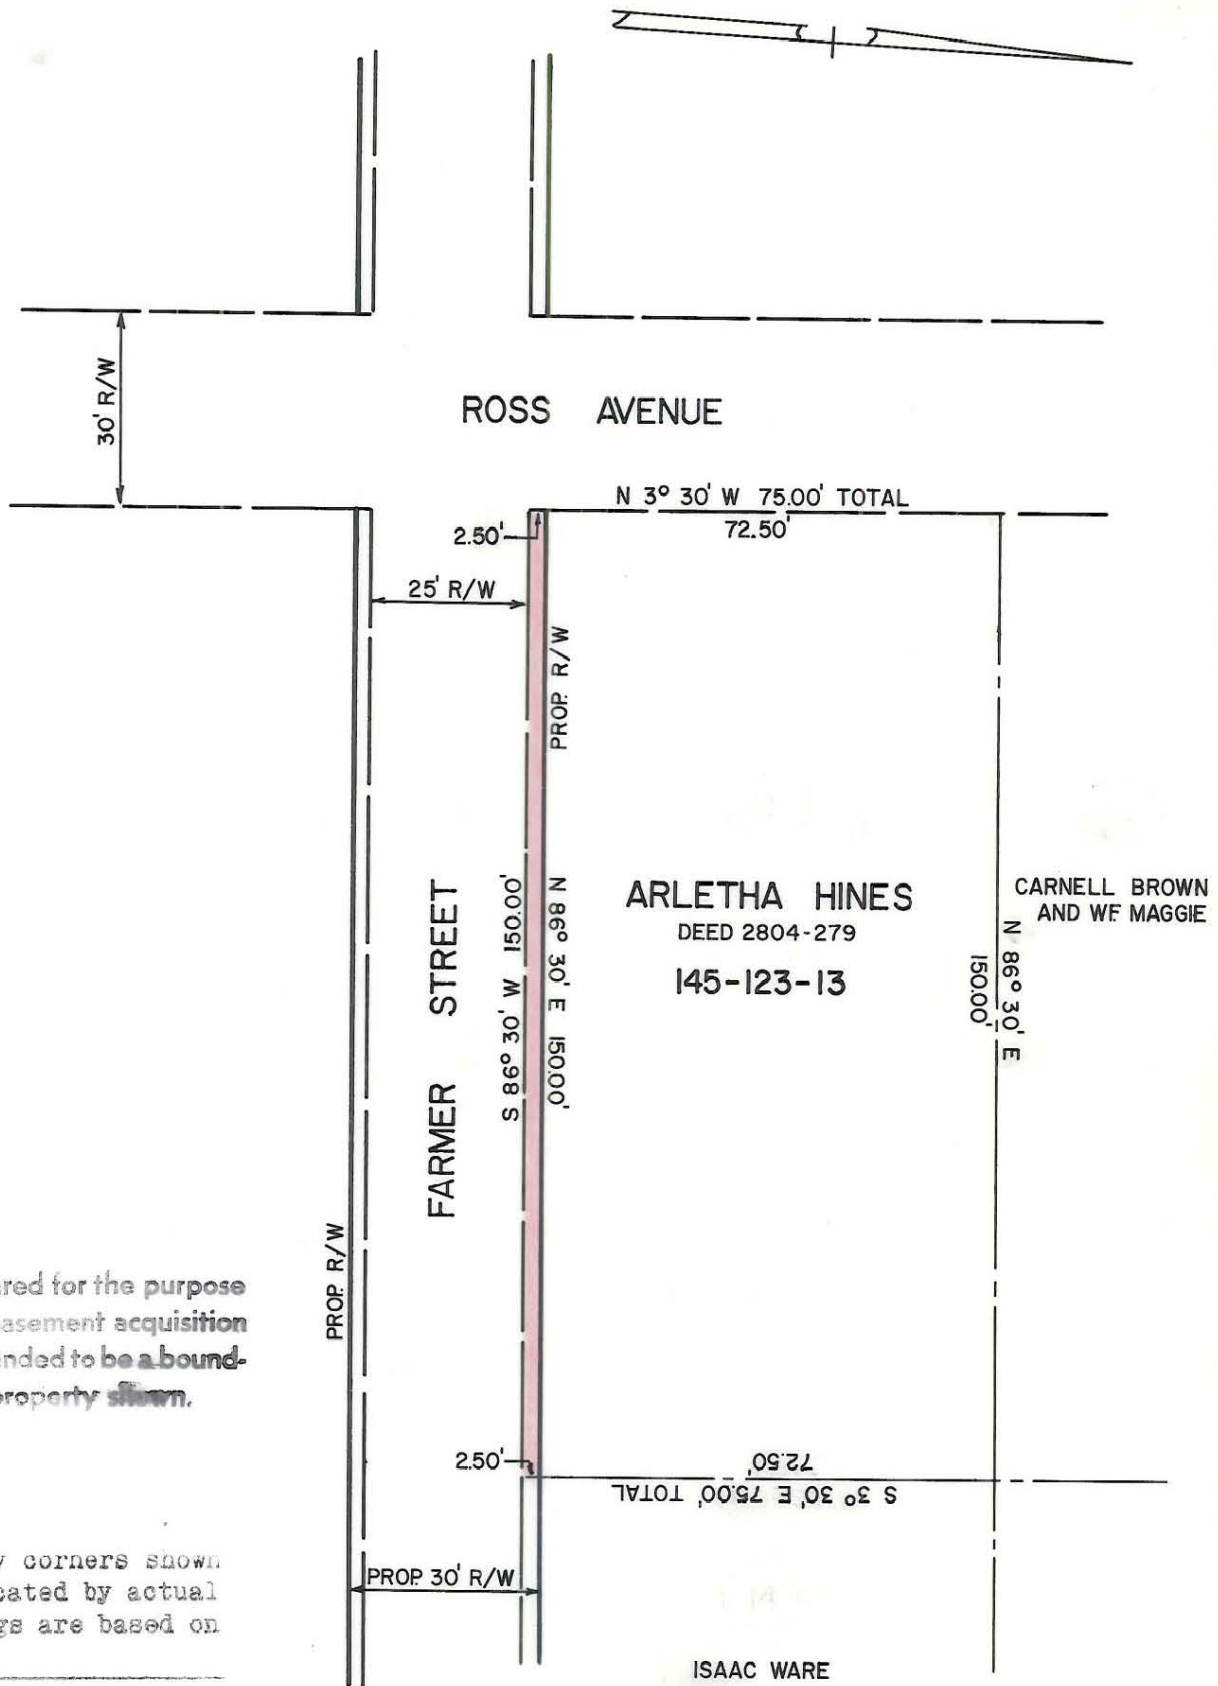 30' R/W
ROSS AVENUE
N 3° 30' W 75.00' TOTAL
72.50'
2.50'
25' R/W
PROP. R/W
FARMER STREET
S 86° 30' W 150.00'
N 86° 30' E 150.00'
ARLETHA HINES
DEED 2804-279
145-123-13
CARNELL BROWN
AND WF. MAGGIE
N 86° 30' E
150.00'
PROP. R/W
red for the purpose
asement acquisition
nded to be a bound-
property shown.
2.50'
72.50'
S 3° 30' E 75.00' TOTAL
y corners shown
cated by actual
gs are based on
PROP. 30' R/W
ISAAC WARE